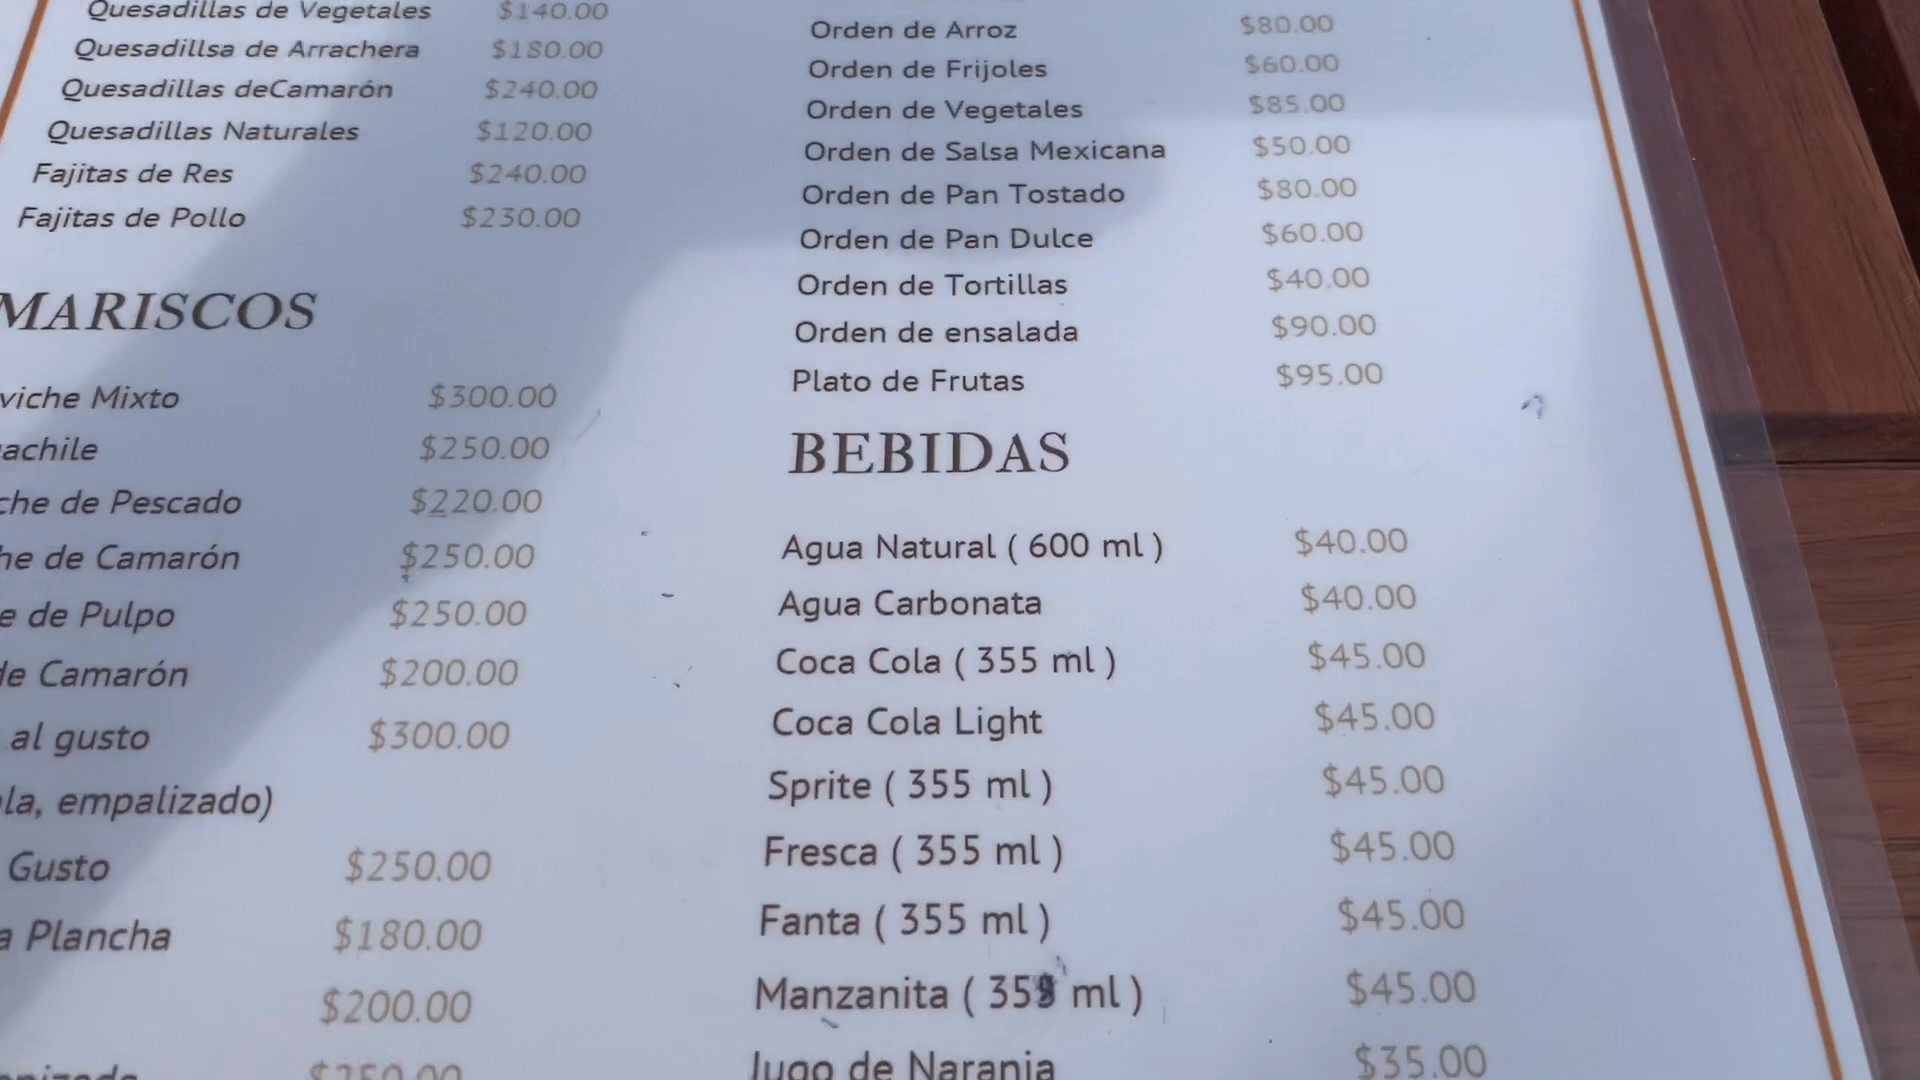 Quesadillas de Vegetales $140.00
Quesadillsa de Arrachera $180.00
Quesadillas deCamarón $240.00
Quesadillas Naturales $120.00
Fajitas de Res $240.00
Fajitas de Pollo $230.00
MARISCOS
viche Mixto $300.00
achile $250.00
che de Pescado $220.00
he de Camarón $250.00
e de Pulpo $250.00
de Camarón $200.00
al gusto $300.00
la, empalizado)
Gusto $250.00
a Plancha $180.00
$200.00
$250.00
Orden de Arroz $80.00
Orden de Frijoles $60.00
Orden de Vegetales $85.00
Orden de Salsa Mexicana $50.00
Orden de Pan Tostado $80.00
Orden de Pan Dulce $60.00
Orden de Tortillas $40.00
Orden de ensalada $90.00
Plato de Frutas $95.00
BEBIDAS
Agua Natural ( 600 ml ) $40.00
Agua Carbonata $40.00
Coca Cola ( 355 ml ) $45.00
Coca Cola Light $45.00
Sprite ( 355 ml ) $45.00
Fresca ( 355 ml ) $45.00
Fanta ( 355 ml ) $45.00
Manzanita ( 355 ml ) $45.00
Jugo de Naranja $35.00